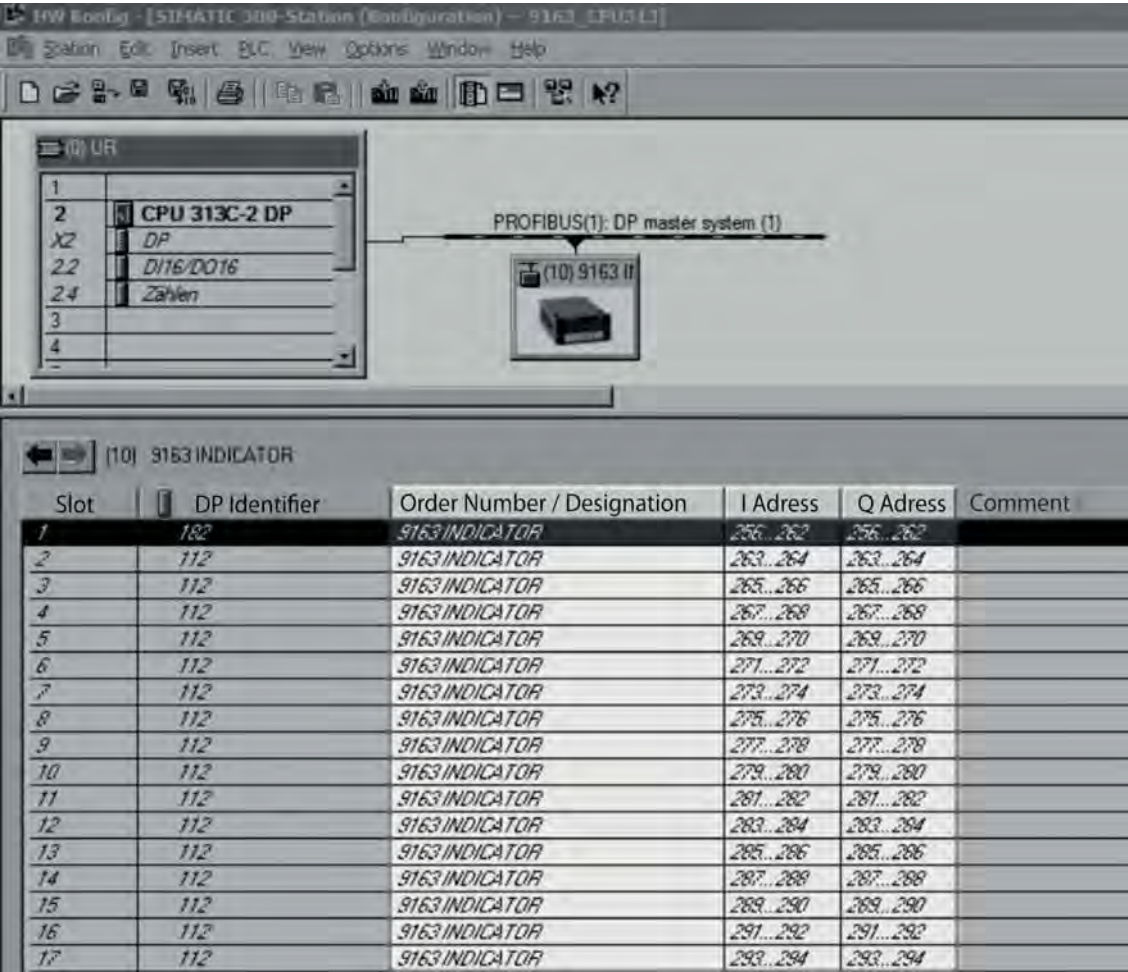 HW Konfig - [SIMATIC 300-Station (Konfiguration) -- 9163_CPU313]
Station Edit Insert PLC View Options Window Help
(0) UR
1
2 CPU 313C-2 DP
X2 DP
2.2 DI16/DO16
2.4 Zählen
3
4
PROFIBUS(1): DP master system (1)
(10) 9163 I
(10) 9163 INDICATOR
Slot DP Identifier Order Number / Designation I Adress Q Adress Comment
1 182 9163 INDICATOR 256...262 256...262
2 112 9163 INDICATOR 263...264 263...264
3 112 9163 INDICATOR 265...266 265...266
4 112 9163 INDICATOR 267...268 267...268
5 112 9163 INDICATOR 269...270 269...270
6 112 9163 INDICATOR 271...272 271...272
7 112 9163 INDICATOR 273...274 273...274
8 112 9163 INDICATOR 275...276 275...276
9 112 9163 INDICATOR 277...278 277...278
10 112 9163 INDICATOR 279...280 279...280
11 112 9163 INDICATOR 281...282 281...282
12 112 9163 INDICATOR 283...284 283...284
13 112 9163 INDICATOR 285...286 285...286
14 112 9163 INDICATOR 287...288 287...288
15 112 9163 INDICATOR 289...290 289...290
16 112 9163 INDICATOR 291...292 291...292
17 112 9163 INDICATOR 293...294 293...294